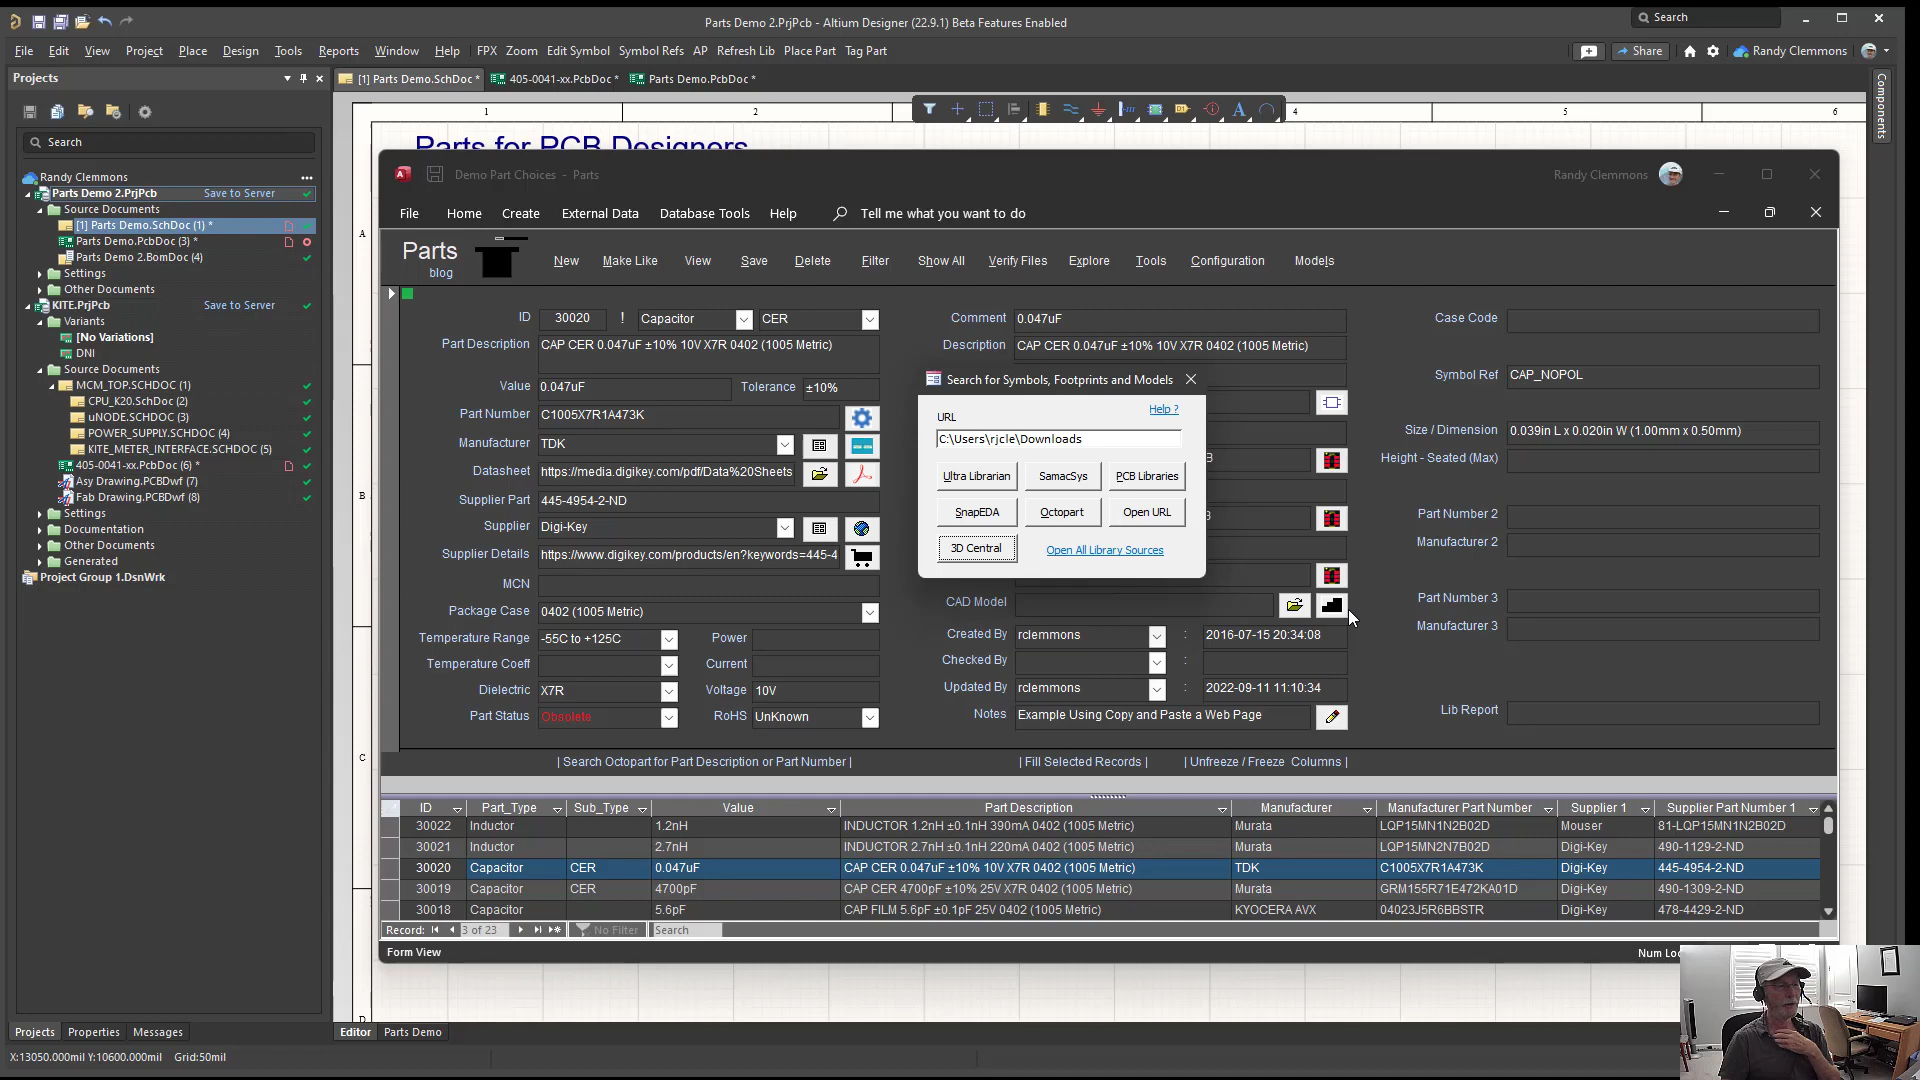 Parts Demo 2.PrjPcb - Altium Designer (22.9.1) Beta Features Enabled
Search
File Edit View Project Place Design Tools Reports Window Help FPX Zoom Edit Symbol Symbol Refs AP Refresh Lib Place Part Tag Part
Share Randy Clemmons
Projects
[1] Parts Demo.SchDoc * 405-0041-xx.PcbDoc * Parts Demo.PcbDoc *
Components
1 2 4 5 6
Search
Randy Clemmons
Parts Demo 2.PrjPcb Save to Server
Source Documents
[1] Parts Demo.SchDoc (1) *
Parts Demo.PcbDoc (3) *
Parts Demo 2.BomDoc (4)
Settings
Other Documents
KITE.PrjPcb Save to Server
Variants
[No Variations]
DNI
Source Documents
MCM_TOP.SCHDOC (1)
CPU_K20.SchDoc (2)
uNODE.SCHDOC (3)
POWER_SUPPLY.SCHDOC (4)
KITE_METER_INTERFACE.SCHDOC (5)
405-0041-xx.PcbDoc (6) *
Asy Drawing.PCBDwf (7)
Fab Drawing.PCBDwf (8)
Settings
Documentation
Other Documents
Generated
Project Group 1.DsnWrk
A
B
C
D
Parts for PCB Designers
Demo Part Choices - Parts
Randy Clemmons
File Home Create External Data Database Tools Help Tell me what you want to do
Parts
blog
New Make Like View Save Delete Filter Show All Verify Files Explore Tools Configuration Models
ID 30020 ! Capacitor CER
Part Description CAP CER 0.047uF ±10% 10V X7R 0402 (1005 Metric)
Value 0.047uF Tolerance ±10%
Part Number C1005X7R1A473K
Manufacturer TDK
Datasheet https://media.digikey.com/pdf/Data%20Sheets
Supplier Part 445-4954-2-ND
Supplier Digi-Key
Supplier Details https://www.digikey.com/products/en?keywords=445-4
MCN
Package Case 0402 (1005 Metric)
Temperature Range -55C to +125C Power
Temperature Coeff Current
Dielectric X7R Voltage 10V
Part Status Obsolete RoHS UnKnown
Comment 0.047uF
Description CAP CER 0.047uF ±10% 10V X7R 0402 (1005 Metric)
Search for Symbols, Footprints and Models
Help ?
URL
C:\Users\rjcle\Downloads
Ultra Librarian SamacSys PCB Libraries
SnapEDA Octopart Open URL
3D Central Open All Library Sources
B
3
CAD Model
Created By rclemmons : 2016-07-15 20:34:08
Checked By :
Updated By rclemmons : 2022-09-11 11:10:34
Notes Example Using Copy and Paste a Web Page
Case Code
Symbol Ref CAP_NOPOL
Size / Dimension 0.039in L x 0.020in W (1.00mm x 0.50mm)
Height - Seated (Max)
Part Number 2
Manufacturer 2
Part Number 3
Manufacturer 3
Lib Report
| Search Octopart for Part Description or Part Number | | Fill Selected Records | | Unfreeze / Freeze Columns |
ID Part_Type Sub_Type Value Part Description Manufacturer Manufacturer Part Number Supplier 1 Supplier Part Number 1
30022 Inductor 1.2nH INDUCTOR 1.2nH ±0.1nH 390mA 0402 (1005 Metric) Murata LQP15MN1N2B02D Mouser 81-LQP15MN1N2B02D
30021 Inductor 2.7nH INDUCTOR 2.7nH ±0.1nH 220mA 0402 (1005 Metric) Murata LQP15MN2N7B02D Digi-Key 490-1129-2-ND
30020 Capacitor CER 0.047uF CAP CER 0.047uF ±10% 10V X7R 0402 (1005 Metric) TDK C1005X7R1A473K Digi-Key 445-4954-2-ND
30019 Capacitor CER 4700pF CAP CER 4700pF ±10% 25V X7R 0402 (1005 Metric) Murata GRM155R71E472KA01D Digi-Key 490-1309-2-ND
30018 Capacitor 5.6pF CAP FILM 5.6pF ±0.1pF 25V 0402 (1005 Metric) KYOCERA AVX 04023J5R6BBSTR Digi-Key 478-4429-2-ND
Record: 3 of 23 No Filter Search
Form View Num Loc
Projects Properties Messages Editor Parts Demo
X:13050.000mil Y:10600.000mil Grid:50mil